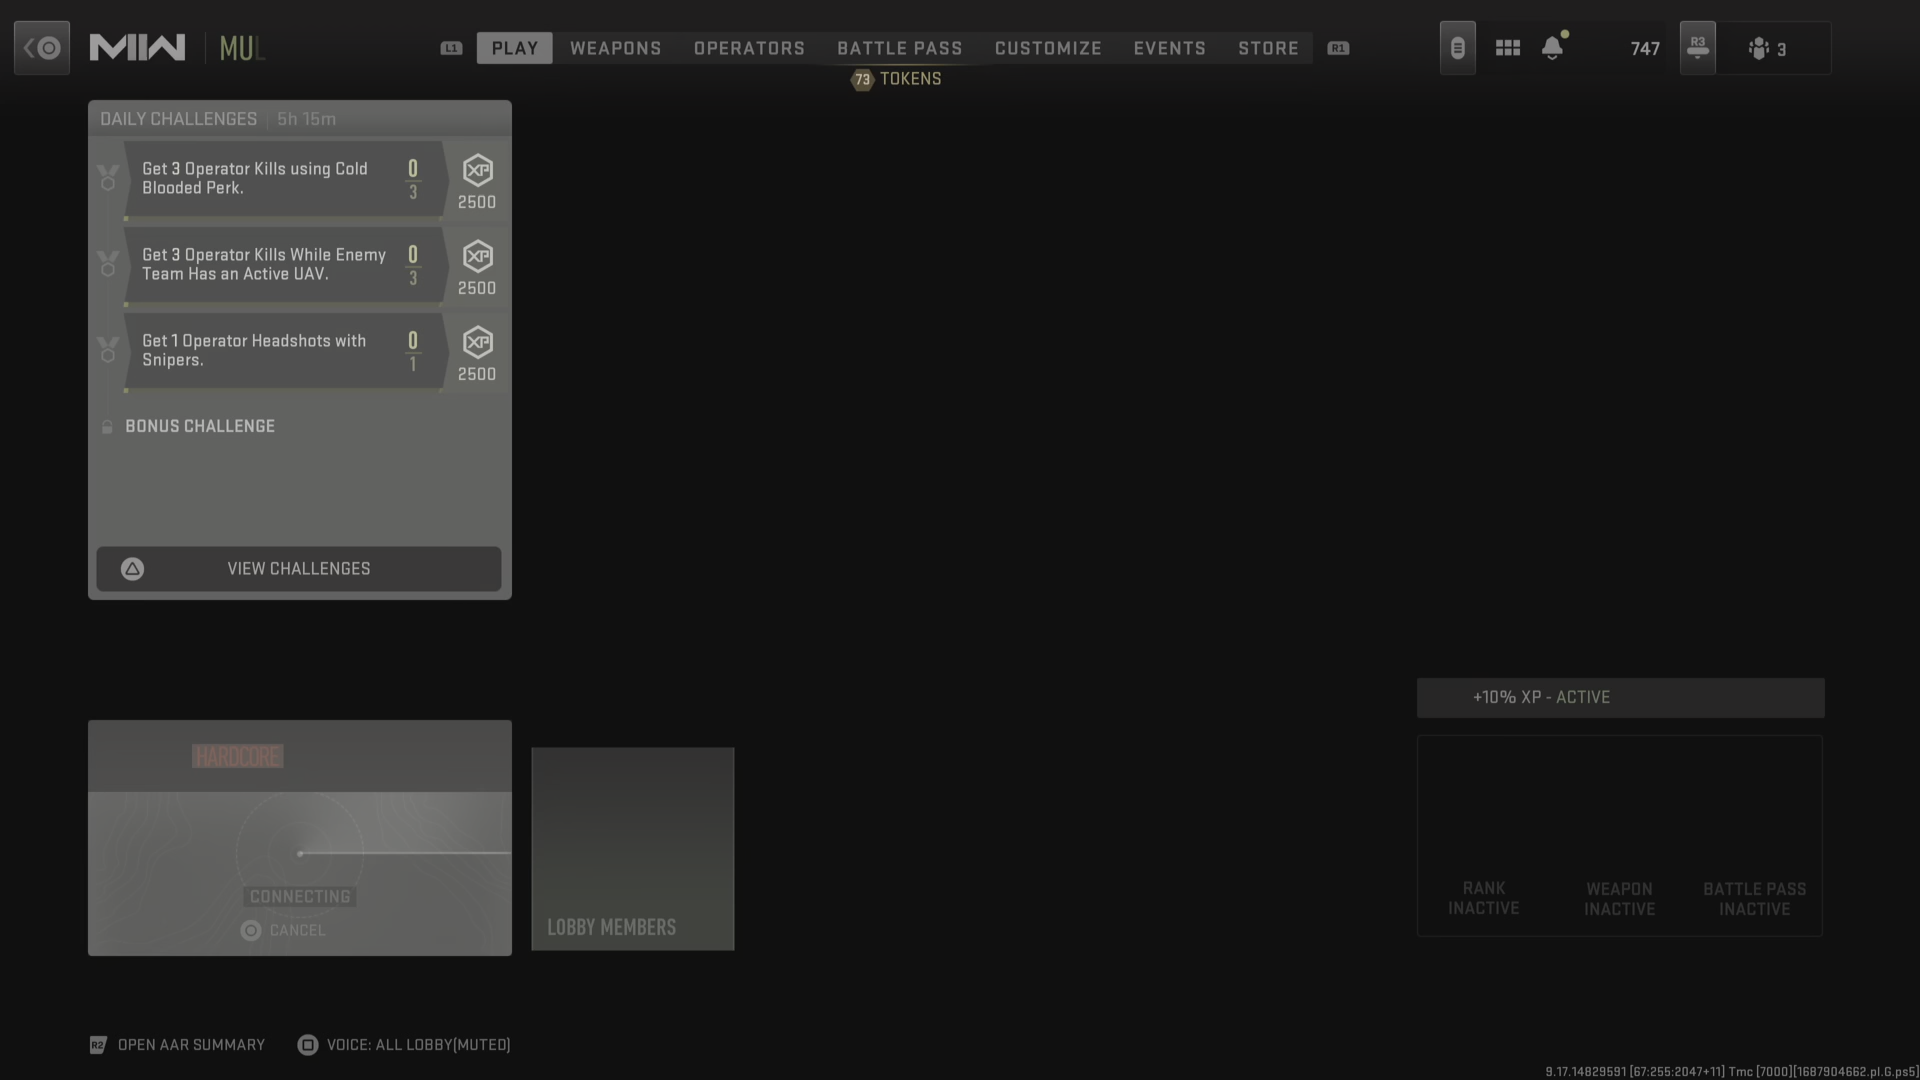 MW MUL
L1 PLAY WEAPONS OPERATORS BATTLE PASS CUSTOMIZE EVENTS STORE R1
747 R3 3
73 TOKENS
DAILY CHALLENGES 5h 15m
Get 3 Operator Kills using Cold
Blooded Perk.
0
3
XP
2500
Get 3 Operator Kills While Enemy
Team Has an Active UAV.
0
3
XP
2500
Get 1 Operator Headshots with
Snipers.
0
1
XP
2500
BONUS CHALLENGE
VIEW CHALLENGES
+10% XP - ACTIVE
HARDCORE
CONNECTING
CANCEL
LOBBY MEMBERS
RANK
INACTIVE
WEAPON
INACTIVE
BATTLE PASS
INACTIVE
R2 OPEN AAR SUMMARY VOICE: ALL LOBBY(MUTED)
9.17.14829591 [67:255:2047+11] Tmc [7000][1687904662.pl.G.ps5]